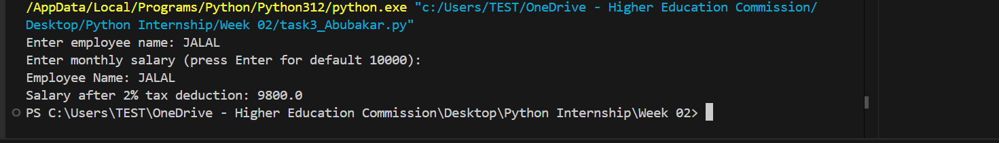 /AppData/Local/Programs/Python/Python312/python.exe "c:/Users/TEST/OneDrive - Higher Education Commission/
Desktop/Python Internship/Week 02/task3_Abubakar.py"
Enter employee name: JALAL
Enter monthly salary (press Enter for default 10000):
Employee Name: JALAL
Salary after 2% tax deduction: 9800.0
PS C:\Users\TEST\OneDrive - Higher Education Commission\Desktop\Python Internship\Week 02>